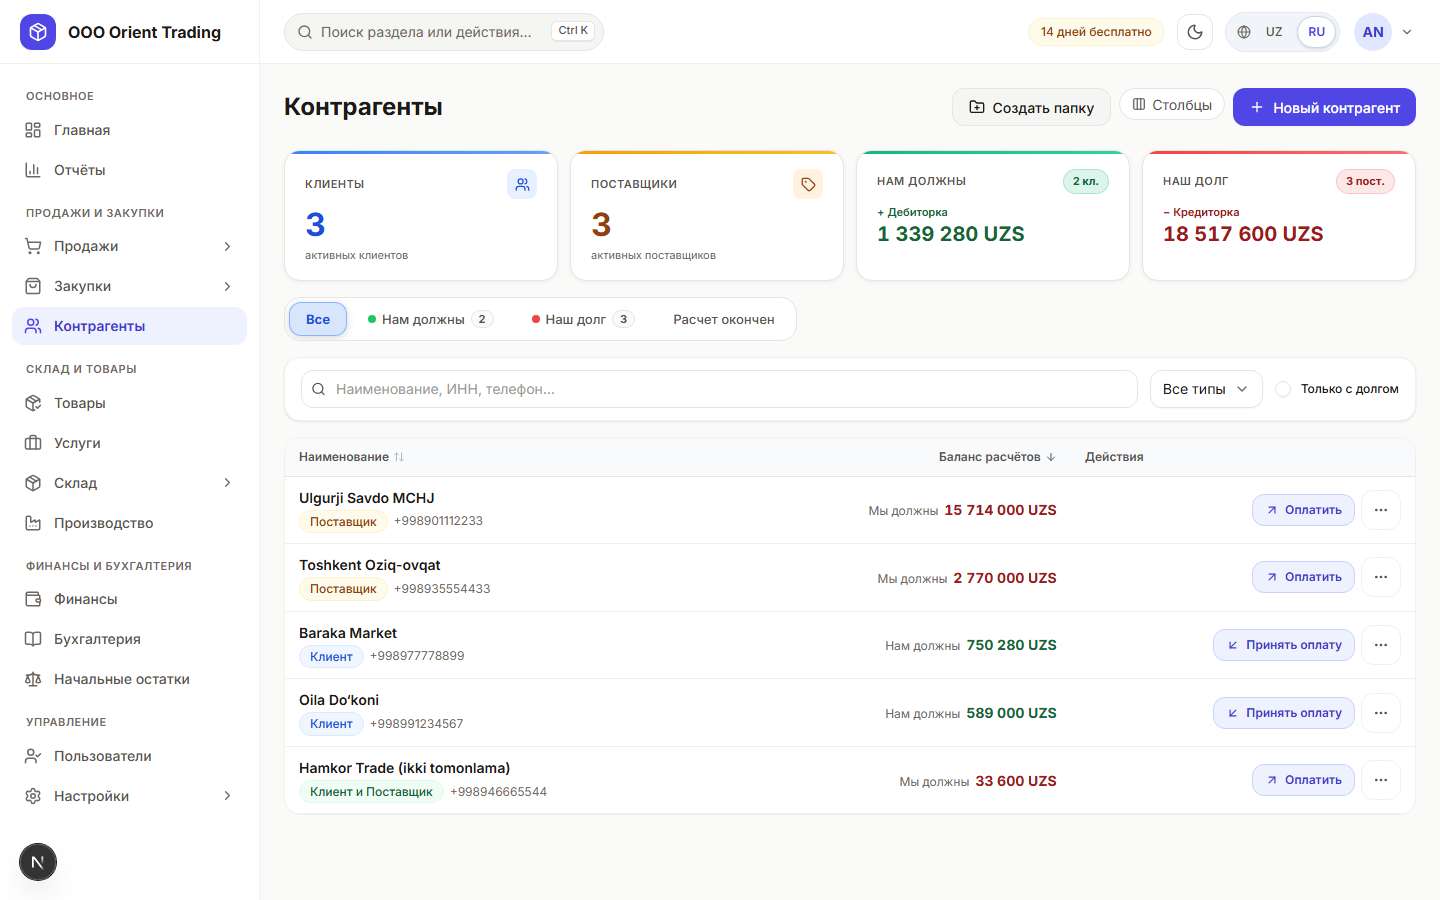 ООО Orient Trading
Поиск раздела или действия...
Ctrl K
14 дней бесплатно
UZ
RU
AN
ОСНОВНОЕ
Главная
Отчёты
ПРОДАЖИ И ЗАКУПКИ
Продажи
Закупки
Контрагенты
СКЛАД И ТОВАРЫ
Товары
Услуги
Склад
Производство
ФИНАНСЫ И БУХГАЛТЕРИЯ
Финансы
Бухгалтерия
Начальные остатки
УПРАВЛЕНИЕ
Пользователи
Настройки
N
Контрагенты
Создать папку
Столбцы
+ Новый контрагент
КЛИЕНТЫ
3
активных клиентов
ПОСТАВЩИКИ
3
активных поставщиков
НАМ ДОЛЖНЫ
2 кл.
+ Дебиторка
1 339 280 UZS
НАШ ДОЛГ
3 пост.
− Кредиторка
18 517 600 UZS
Все
Нам должны 2
Наш долг 3
Расчет окончен
Наименование, ИНН, телефон...
Все типы
Только с долгом
Наименование
Баланс расчётов
Действия
Ulgurji Savdo MCHJ
Поставщик +998901112233
Мы должны 15 714 000 UZS
Оплатить
Toshkent Oziq-ovqat
Поставщик +998935554433
Мы должны 2 770 000 UZS
Оплатить
Baraka Market
Клиент +998977778899
Нам должны 750 280 UZS
Принять оплату
Oila Do‘koni
Клиент +998991234567
Нам должны 589 000 UZS
Принять оплату
Hamkor Trade (ikki tomonlama)
Клиент и Поставщик +998946665544
Мы должны 33 600 UZS
Оплатить